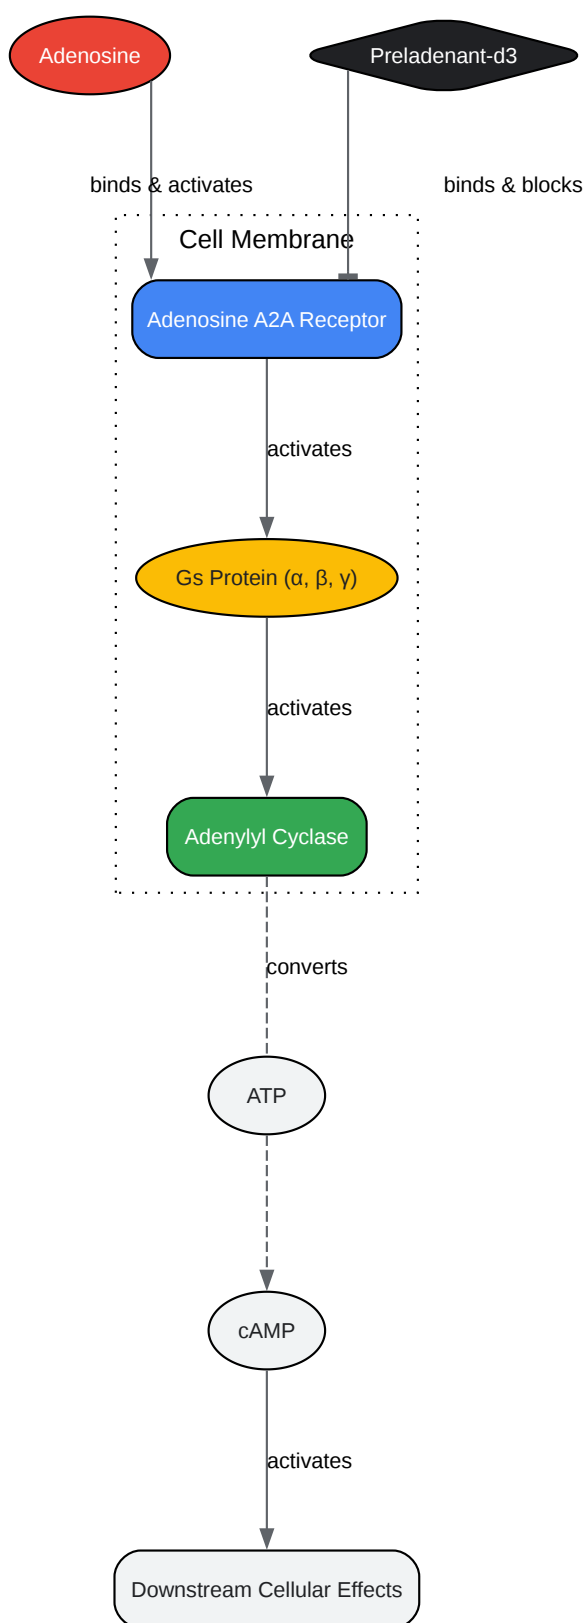 Adenosine
Preladenant-d3
binds & activates
binds & blocks
Cell Membrane
Adenosine A2A Receptor
activates
Gs Protein (α, β, γ)
activates
Adenylyl Cyclase
converts
ATP
cAMP
activates
Downstream Cellular Effects